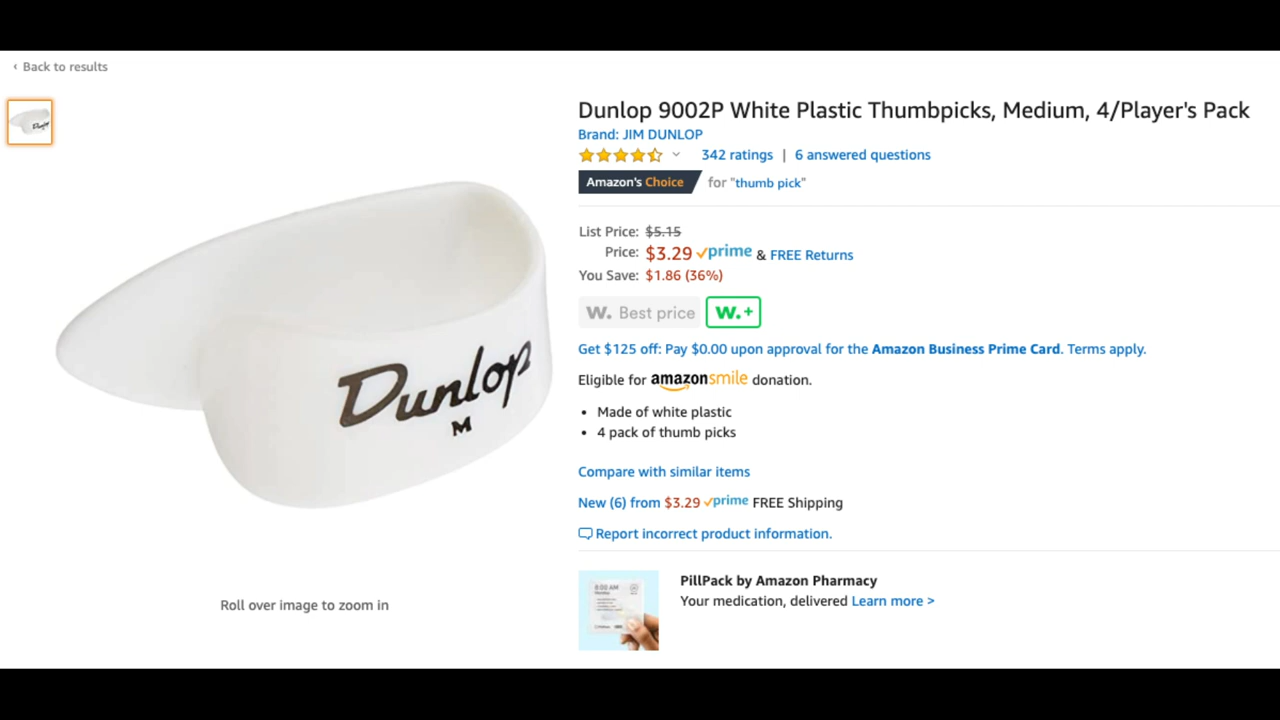 ‹ Back to results
Dunlop 9002P White Plastic Thumbpicks, Medium, 4/Player's Pack
Brand: JIM DUNLOP
342 ratings | 6 answered questions
Amazon's Choice for "thumb pick"
List Price: $5.15
Price: $3.29 prime & FREE Returns
You Save: $1.86 (36%)
W. Best price W.+
Get $125 off: Pay $0.00 upon approval for the Amazon Business Prime Card. Terms apply.
Eligible for amazonsmile donation.
• Made of white plastic
• 4 pack of thumb picks
Compare with similar items
New (6) from $3.29 prime FREE Shipping
Report incorrect product information.
PillPack by Amazon Pharmacy
Your medication, delivered Learn more >
8:00 AM
Dunlop
M
Dunlop
Roll over image to zoom in